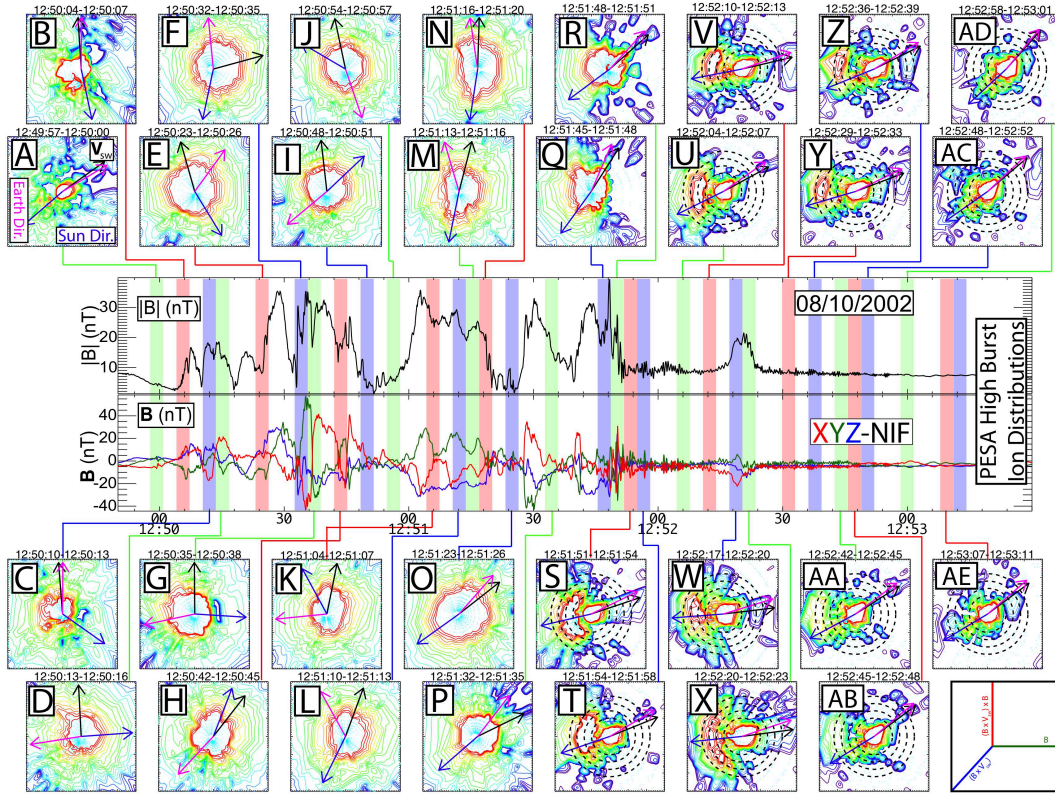 12:50:04-12:50:07
12:50:32-12:50:35
12:50:54-12:50:57
12:51:16-12:51:20
12:51:48-12:51:51
12:52:10-12:52:13
12:52:36-12:52:39
12:52:58-12:53:01
B
F
J
N
R
V
Z
AD
12:49:57-12:50:00
12:50:23-12:50:26
12:50:48-12:50:51
12:51:13-12:51:16
12:51:45-12:51:48
12:52:04-12:52:07
12:52:29-12:52:33
12:52:48-12:52:52
A
Vsw
Earth Dir.
Sun Dir.
E
I
M
Q
U
Y
AC
|B| (nT)
30
20
10
|B| (nT)
08/10/2002
B (nT)
40
20
0
-20
-40
B (nT)
XYZ-NIF
PESA High Burst
Ion Distributions
00
30
00
30
00
30
00
12:50
12:51
12:52
12:53
12:50:10-12:50:13
12:50:35-12:50:38
12:51:04-12:51:07
12:51:23-12:51:26
12:51:51-12:51:54
12:52:17-12:52:20
12:52:42-12:52:45
12:53:07-12:53:11
C
G
K
O
S
W
AA
AE
12:50:13-12:50:16
12:50:42-12:50:45
12:51:10-12:51:13
12:51:32-12:51:35
12:51:54-12:51:58
12:52:20-12:52:23
12:52:45-12:52:48
D
H
L
P
T
X
AB
B